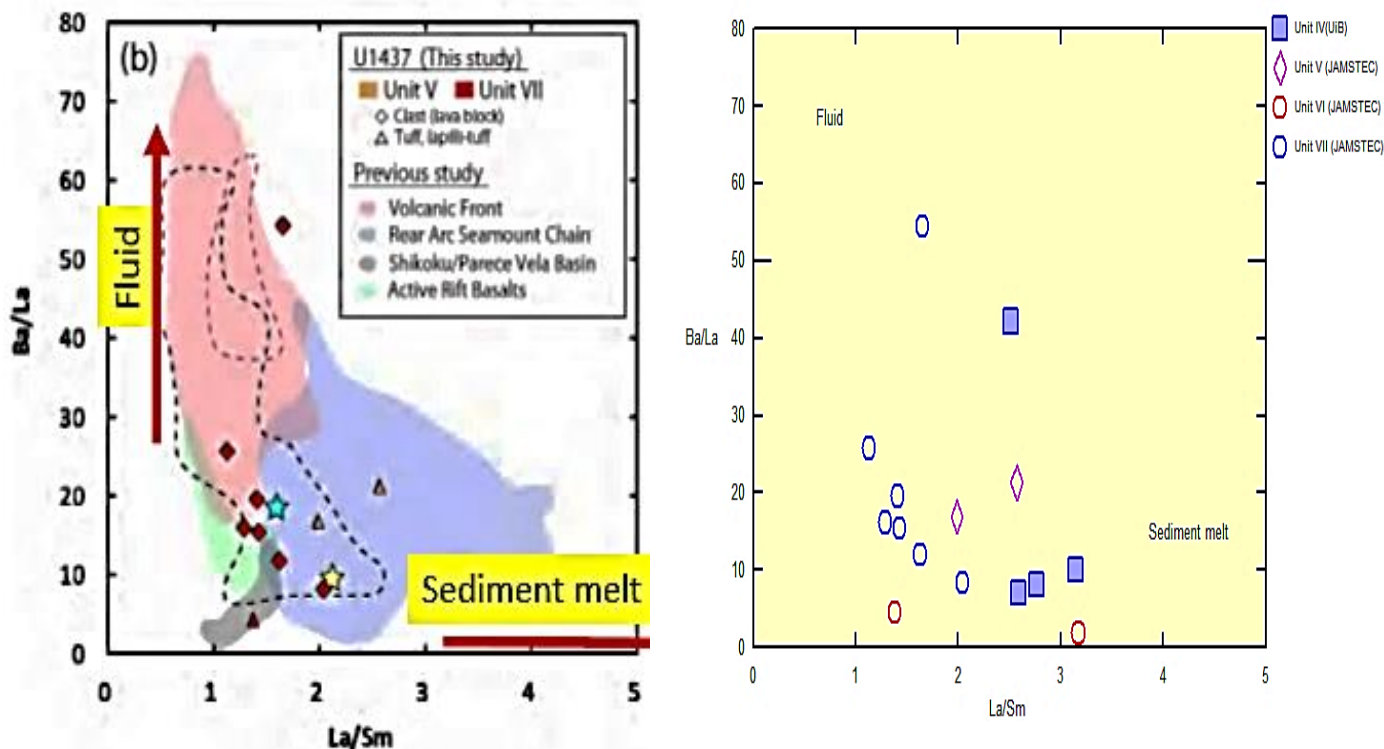 (b)
U1437 (This study)
Unit V Unit VII
Clast (lava block)
Tuff, lapilli-tuff
Previous study
Volcanic Front
Rear Arc Seamount Chain
Shikoku/Parece Vela Basin
Active Rift Basalts
80
70
60
50
40
30
20
10
0
Ba/La
Fluid
Sediment melt
0 1 2 3 4 5
La/Sm
80
70
60
50
40
30
20
10
0
Ba/La
Fluid
Sediment melt
0 1 2 3 4 5
La/Sm
Unit IV(UiB)
Unit V (JAMSTEC)
Unit VI (JAMSTEC)
Unit VII (JAMSTEC)